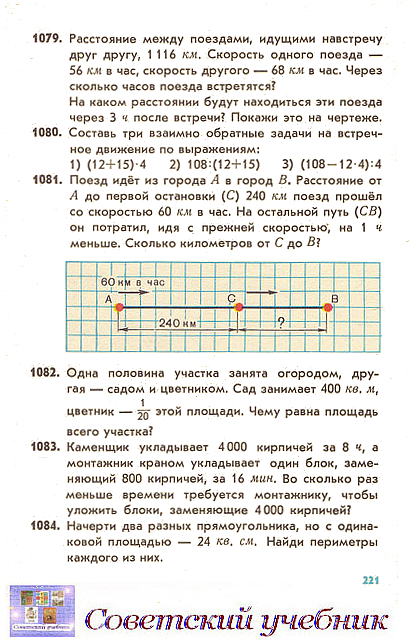 1079. Расстояние между поездами, идущими навстречу
друг другу, 1 116 км. Скорость одного поезда —
56 км в час, скорость другого — 68 км в час. Через
сколько часов поезда встретятся?
На каком расстоянии будут находиться эти поезда
через 3 ч после встречи? Покажи это на чертеже.
1080. Составь три взаимно обратные задачи на встреч-
ное движение по выражениям:
1) (12+15)·4 2) 108:(12+15) 3) (108—12·4):4
1081. Поезд идёт из города A в город B. Расстояние от
A до первой остановки (C) 240 км поезд прошёл
со скоростью 60 км в час. На остальной путь (CB)
он потратил, идя с прежней скоростью, на 1 ч
меньше. Сколько километров от C до B?
60 км в час
A C B
240 км ?
1082. Одна половина участка занята огородом, дру-
гая — садом и цветником. Сад занимает 400 кв. м,
цветник — 1/20 этой площади. Чему равна площадь
всего участка?
1083. Каменщик укладывает 4 000 кирпичей за 8 ч, а
монтажник краном укладывает один блок, заме-
няющий 800 кирпичей, за 16 мин. Во сколько раз
меньше времени требуется монтажнику, чтобы
уложить блоки, заменяющие 4 000 кирпичей?
1084. Начерти два разных прямоугольника, но с одина-
ковой площадью — 24 кв. см. Найди периметры
каждого из них.
221
Советский учебник
Советский учебник